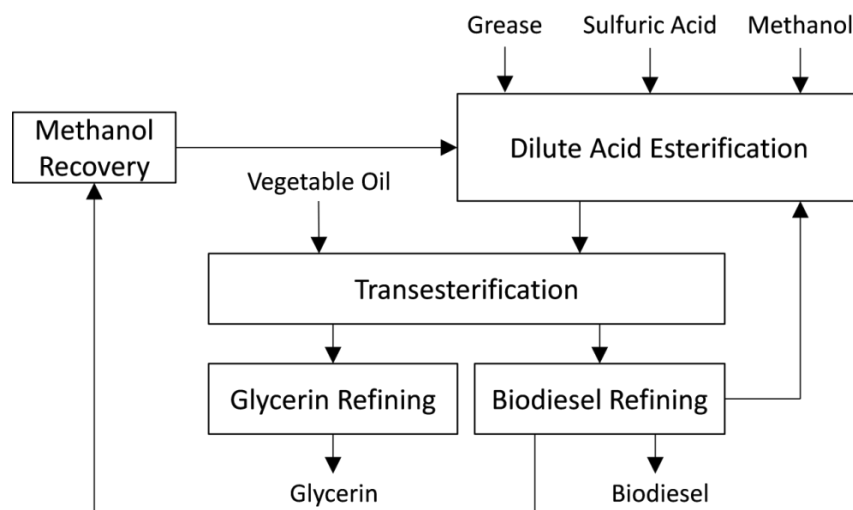 Grease Sulfuric Acid Methanol
Methanol
Recovery
Dilute Acid Esterification
Vegetable Oil
Transesterification
Glycerin Refining
Biodiesel Refining
Glycerin
Biodiesel